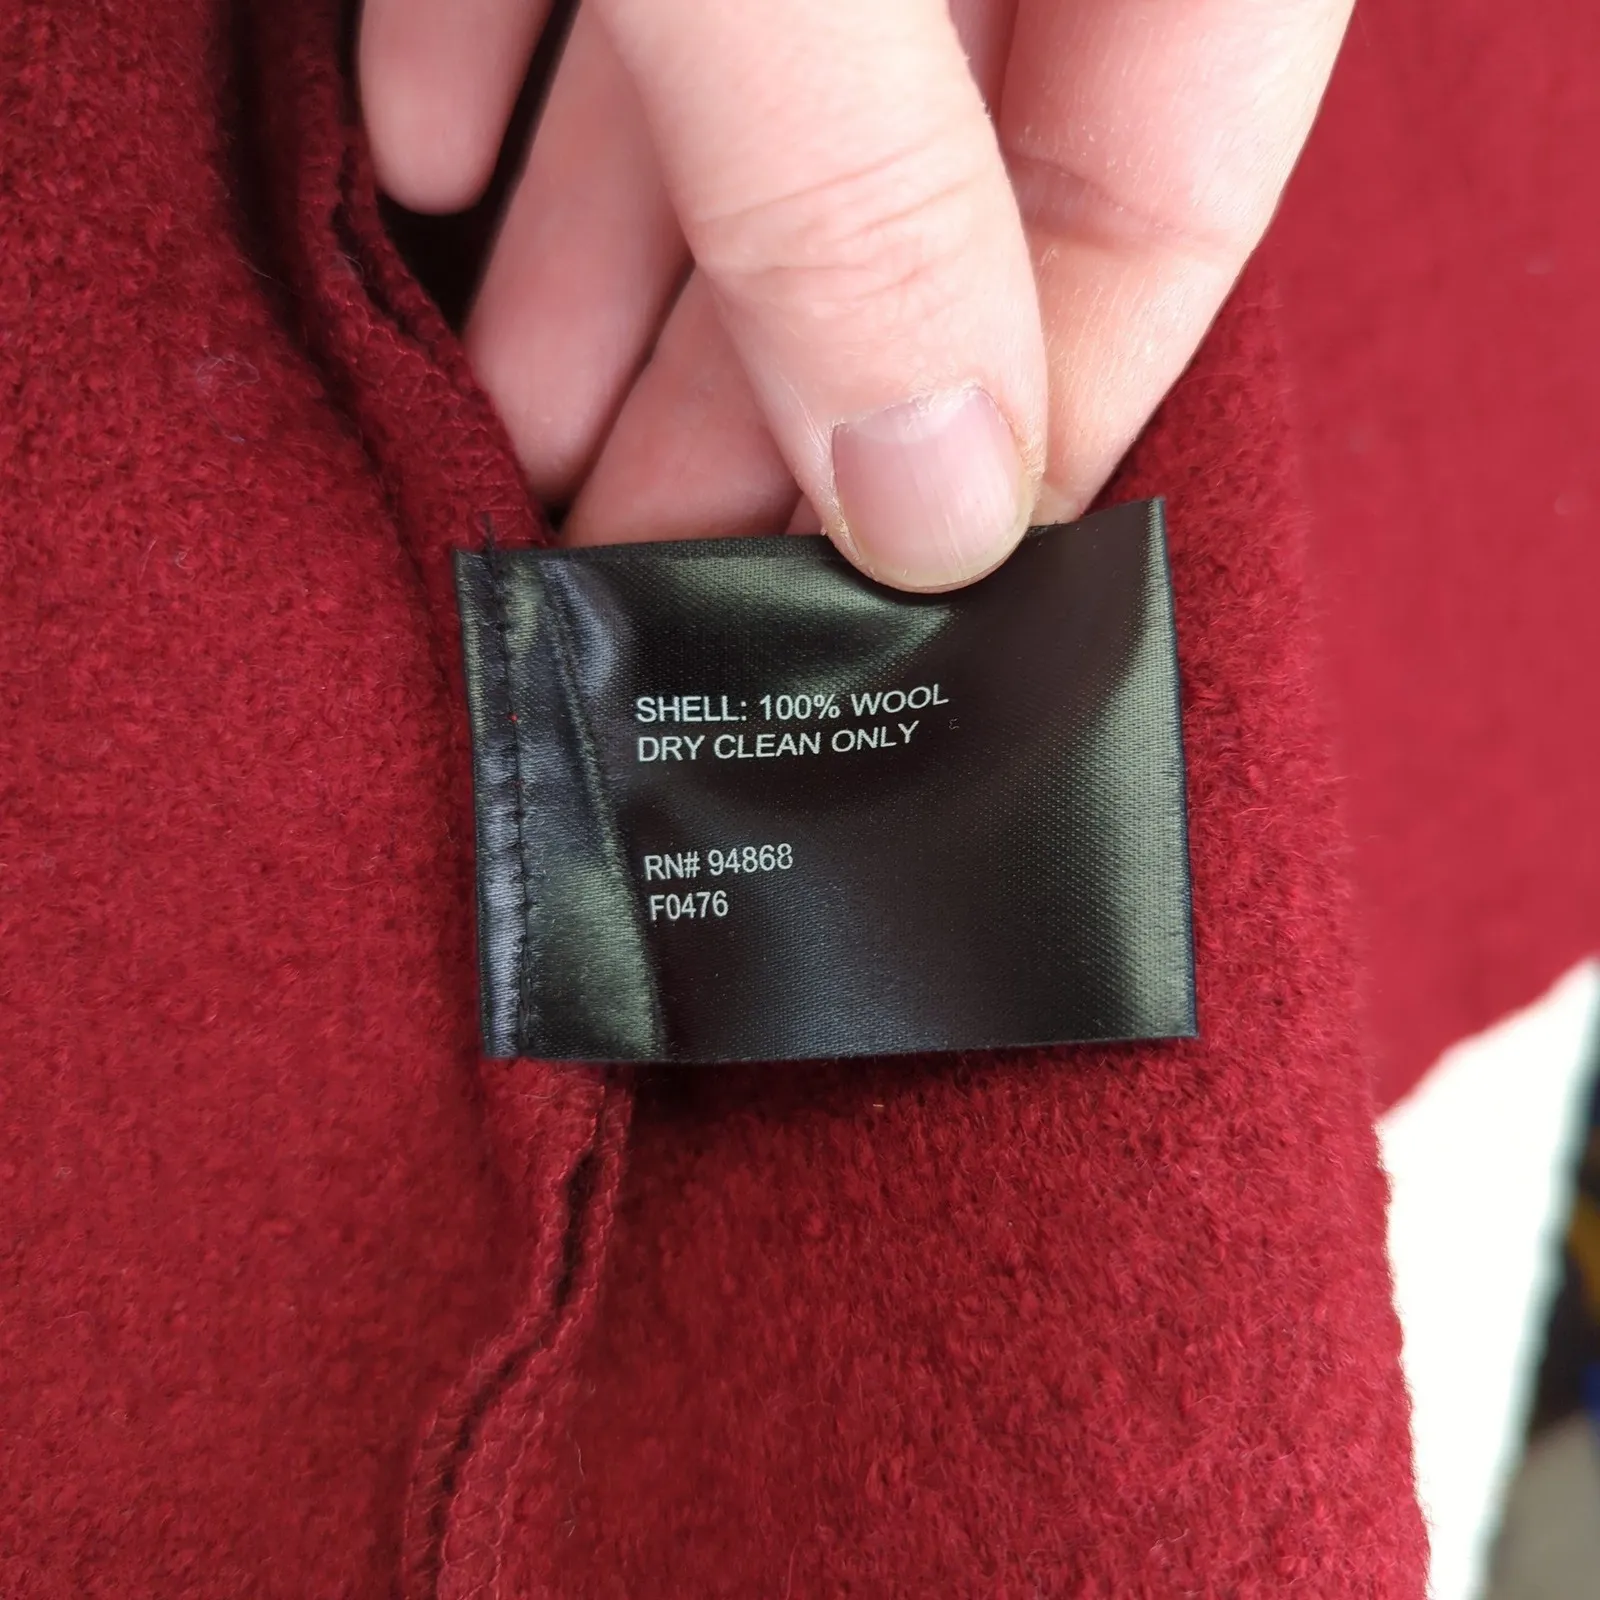 SHELL: 100% WOOL
DRY CLEAN ONLY
RN# 94868
F0476